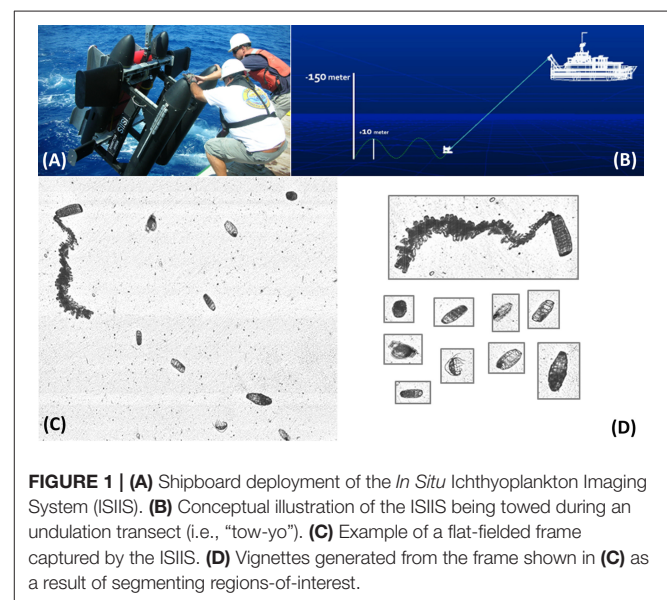 (A)
ISIIS
-150 meter
+10 meter
(B)
(C)
(D)
FIGURE 1 | (A) Shipboard deployment of the In Situ Ichthyoplankton Imaging
System (ISIIS). (B) Conceptual illustration of the ISIIS being towed during an
undulation transect (i.e., “tow-yo”). (C) Example of a flat-fielded frame
captured by the ISIIS. (D) Vignettes generated from the frame shown in (C) as
a result of segmenting regions-of-interest.